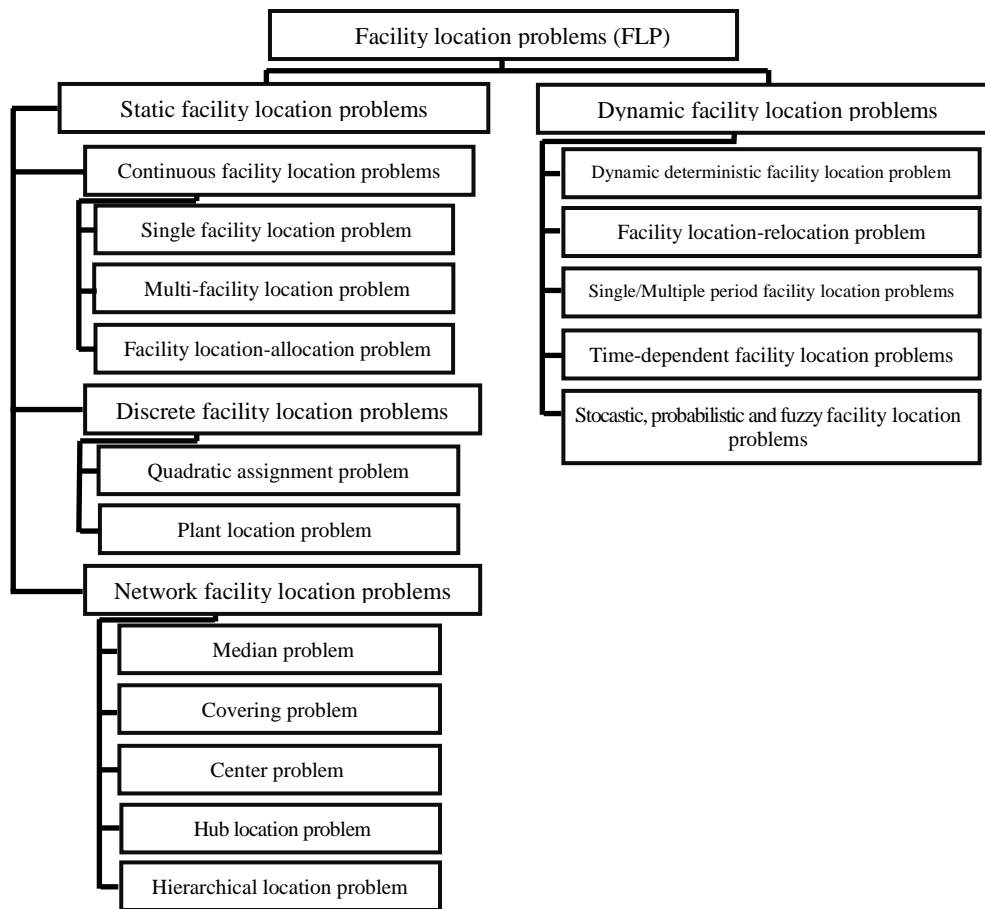 Facility location problems (FLP)
Static facility location problems
Continuous facility location problems
Single facility location problem
Multi-facility location problem
Facility location-allocation problem
Discrete facility location problems
Quadratic assignment problem
Plant location problem
Network facility location problems
Median problem
Covering problem
Center problem
Hub location problem
Hierarchical location problem
Dynamic facility location problems
Dynamic deterministic facility location problem
Facility location-relocation problem
Single/Multiple period facility location problems
Time-dependent facility location problems
Stocastic, probabilistic and fuzzy facility location
problems